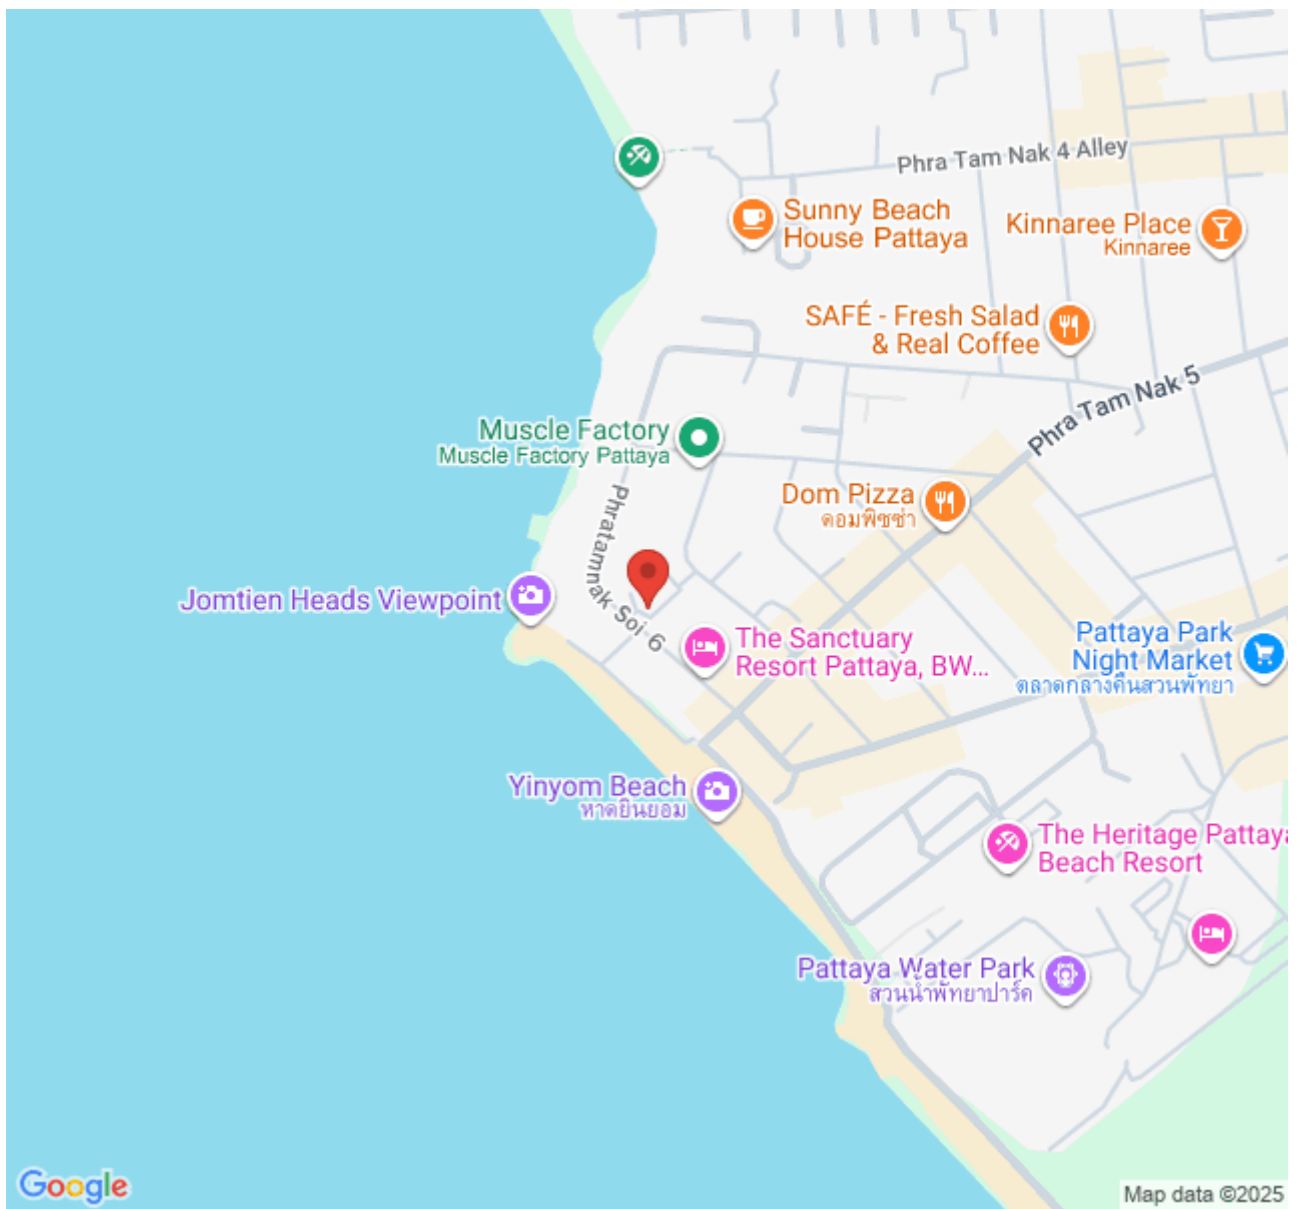 Phra Tam Nak 4 Alley
Sunny Beach
House Pattaya
Kinnaree Place
Kinnaree
SAFÉ - Fresh Salad
& Real Coffee
Phra Tam Nak 5
Muscle Factory
Muscle Factory Pattaya
Dom Pizza
ดอมพิซซ่า
Phratamnak Soi 6
Jomtien Heads Viewpoint
The Sanctuary
Resort Pattaya, BW...
Pattaya Park
Night Market
ตลาดกลางคืนสวนพัทยา
Yinyom Beach
หาดยินยอม
The Heritage Pattaya
Beach Resort
Pattaya Water Park
สวนน้ำพัทยาปาร์ค
Google
Map data ©2025